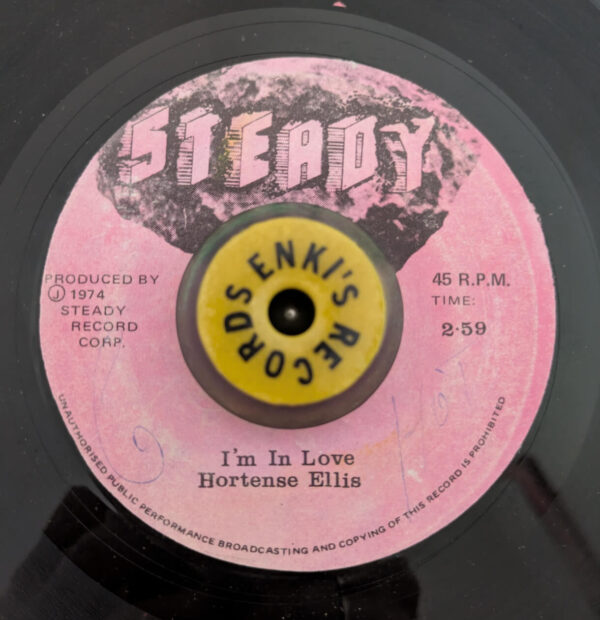 STEADY
ENKI'S RECORDS
PRODUCED BY
Ⓙ 1974
STEADY
RECORD
CORP.
45 R.P.M.
TIME:
2·59
I'm In Love
Hortense Ellis
UNAUTHORISED PUBLIC PERFORMANCE BROADCASTING AND COPYING OF THIS RECORD IS PROHIBITED